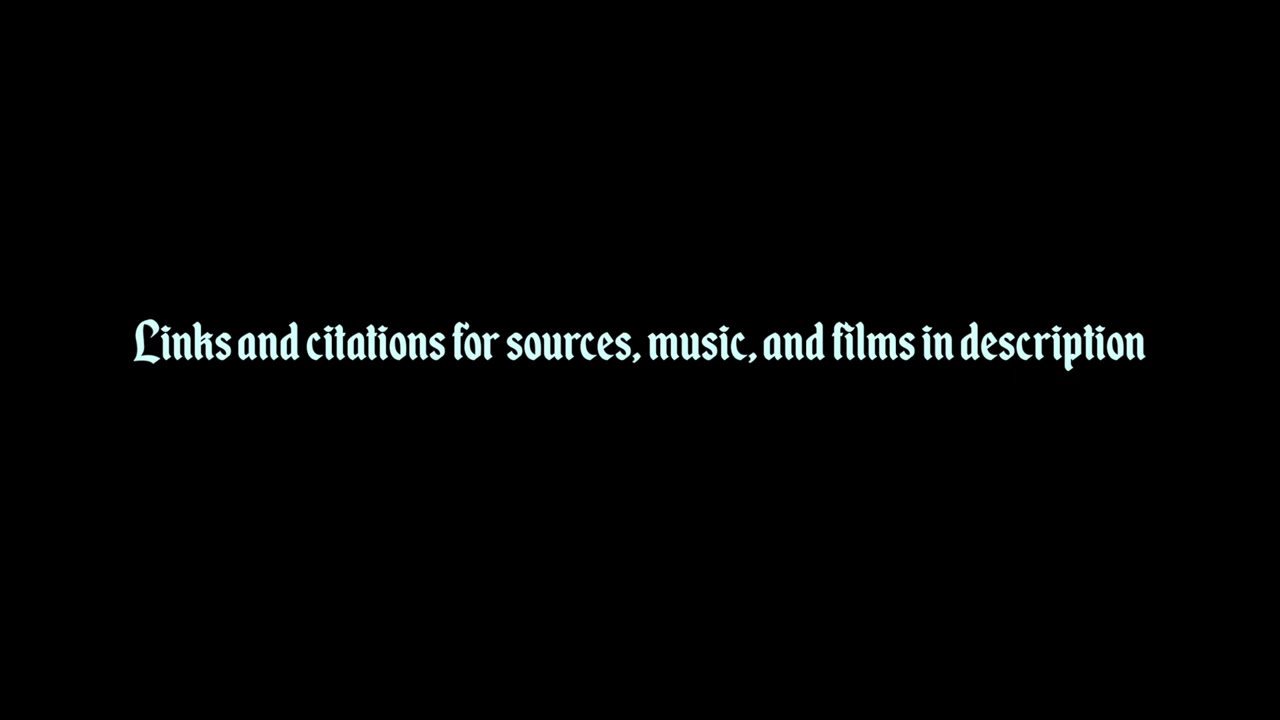 Links and citations for sources, music, and films in description